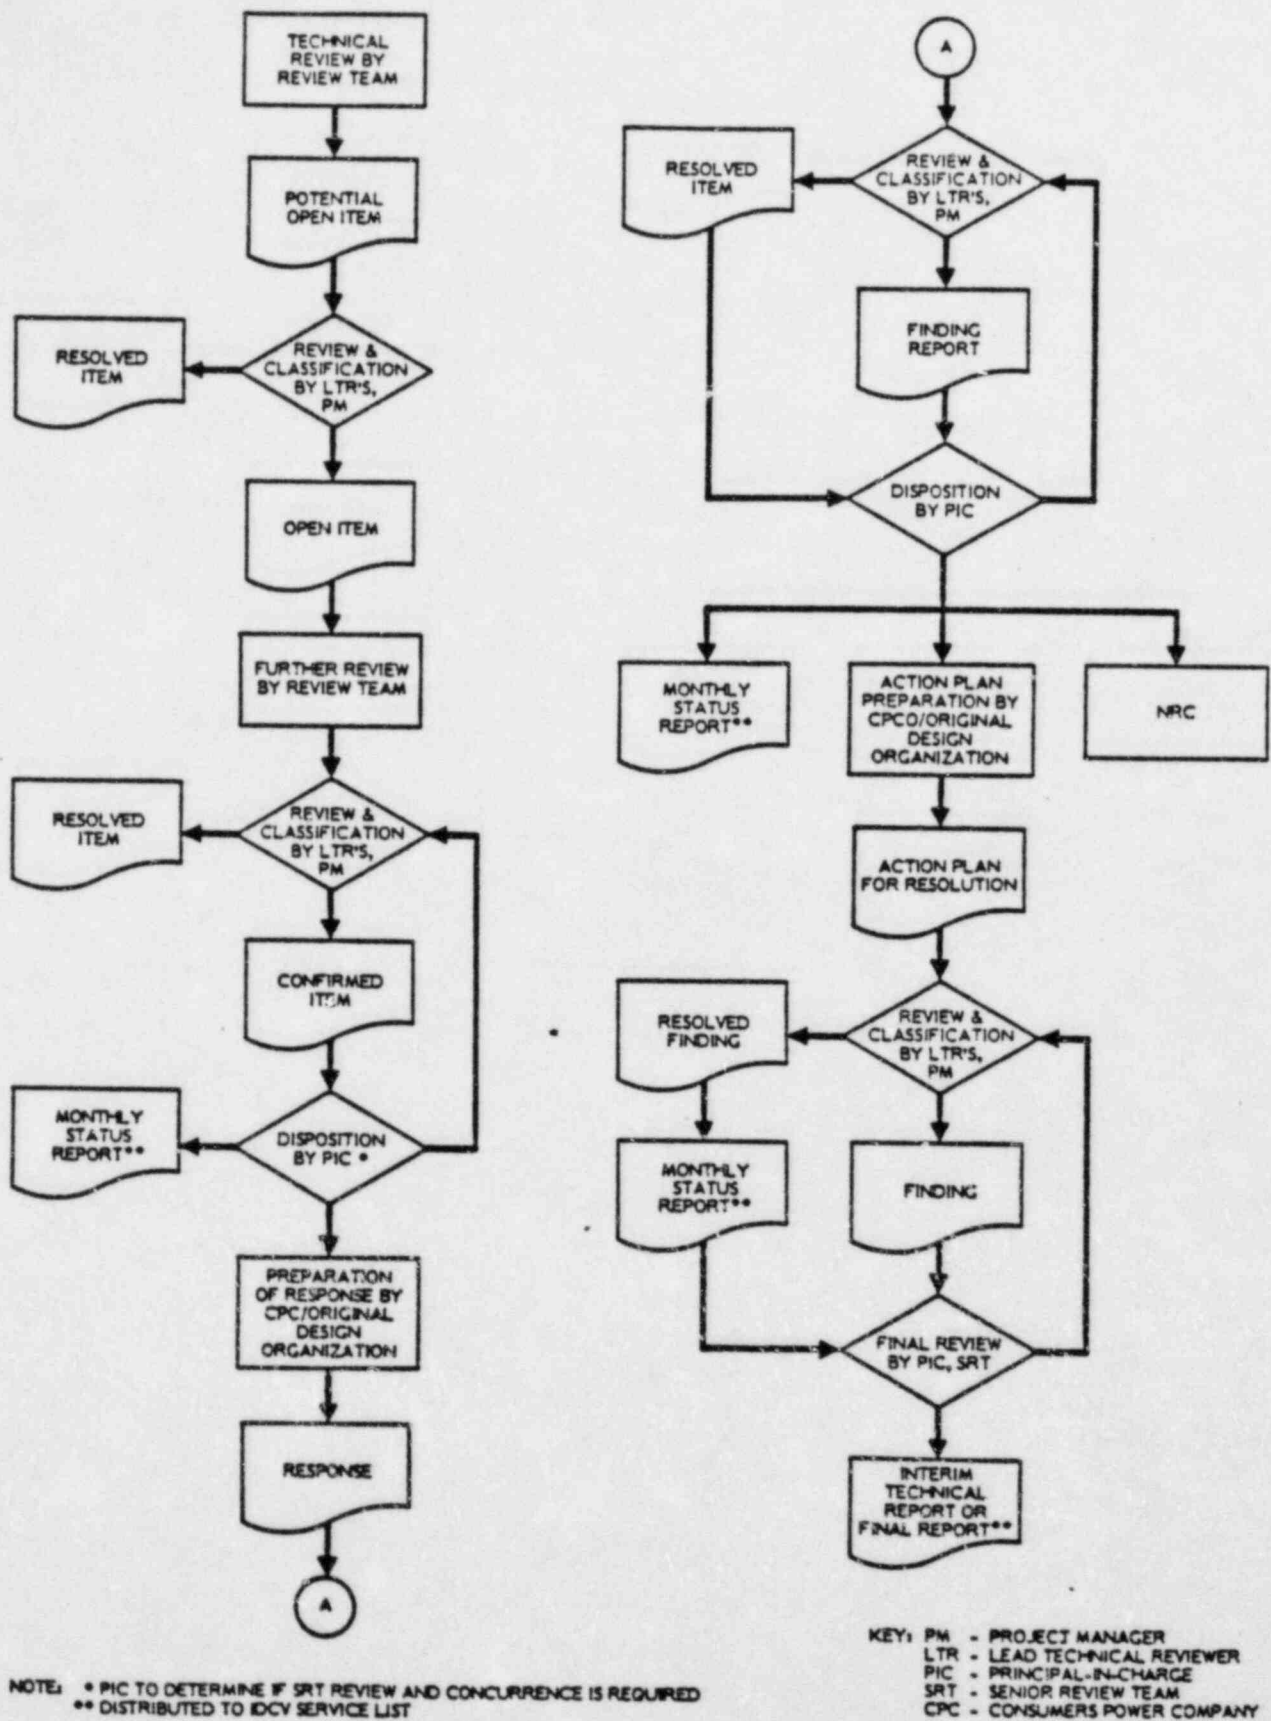 TECHNICAL
REVIEW BY
REVIEW TEAM
POTENTIAL
OPEN ITEM
RESOLVED
ITEM
REVIEW &
CLASSIFICATION
BY LTR'S,
PM
OPEN ITEM
FURTHER REVIEW
BY REVIEW TEAM
RESOLVED
ITEM
REVIEW &
CLASSIFICATION
BY LTR'S,
PM
CONFIRMED
ITEM
MONTHLY
STATUS
REPORT**
DISPOSITION
BY PIC *
PREPARATION
OF RESPONSE BY
CPC/ORIGINAL
DESIGN
ORGANIZATION
RESPONSE
A
A
RESOLVED
ITEM
REVIEW &
CLASSIFICATION
BY LTR'S,
PM
FINDING
REPORT
DISPOSITION
BY PIC
MONTHLY
STATUS
REPORT**
ACTION PLAN
PREPARATION BY
CPCO/ORIGINAL
DESIGN
ORGANIZATION
NRC
ACTION PLAN
FOR RESOLUTION
RESOLVED
FINDING
REVIEW &
CLASSIFICATION
BY LTR'S,
PM
MONTHLY
STATUS
REPORT**
FINDING
FINAL REVIEW
BY PIC, SRT
INTERIM
TECHNICAL
REPORT OR
FINAL REPORT**
KEY: PM - PROJECT MANAGER
LTR - LEAD TECHNICAL REVIEWER
PIC - PRINCIPAL-IN-CHARGE
SRT - SENIOR REVIEW TEAM
CPC - CONSUMERS POWER COMPANY
NOTE: * PIC TO DETERMINE IF SRT REVIEW AND CONCURRENCE IS REQUIRED
** DISTRIBUTED TO IDCV SERVICE LIST